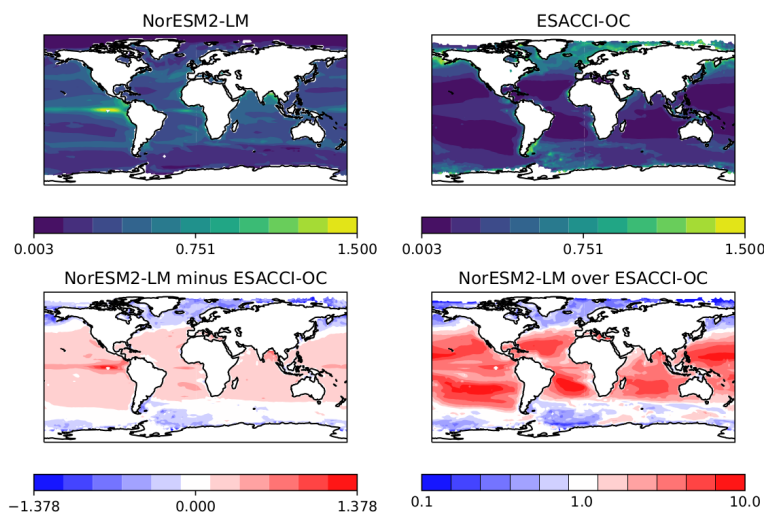 NorESM2-LM
ESACCI-OC
0.003 0.751 1.500
0.003 0.751 1.500
NorESM2-LM minus ESACCI-OC
NorESM2-LM over ESACCI-OC
−1.378 0.000 1.378
0.1 1.0 10.0